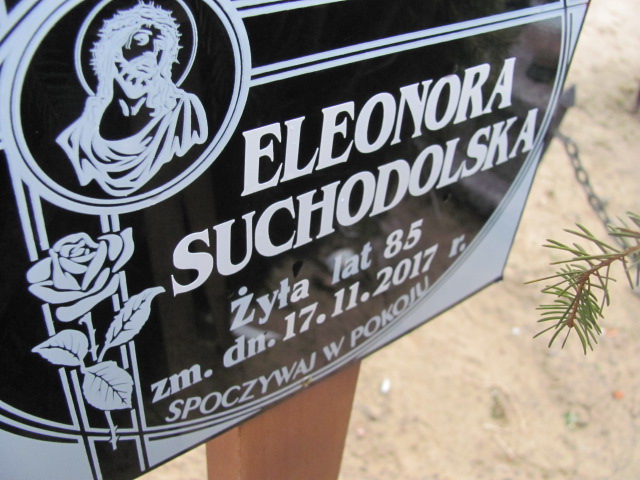 ELEONORA
SUCHODOLSKA
Żyła lat 85
zm. dn. 17.11.2017 r.
SPOCZYWAJ W POKOJU